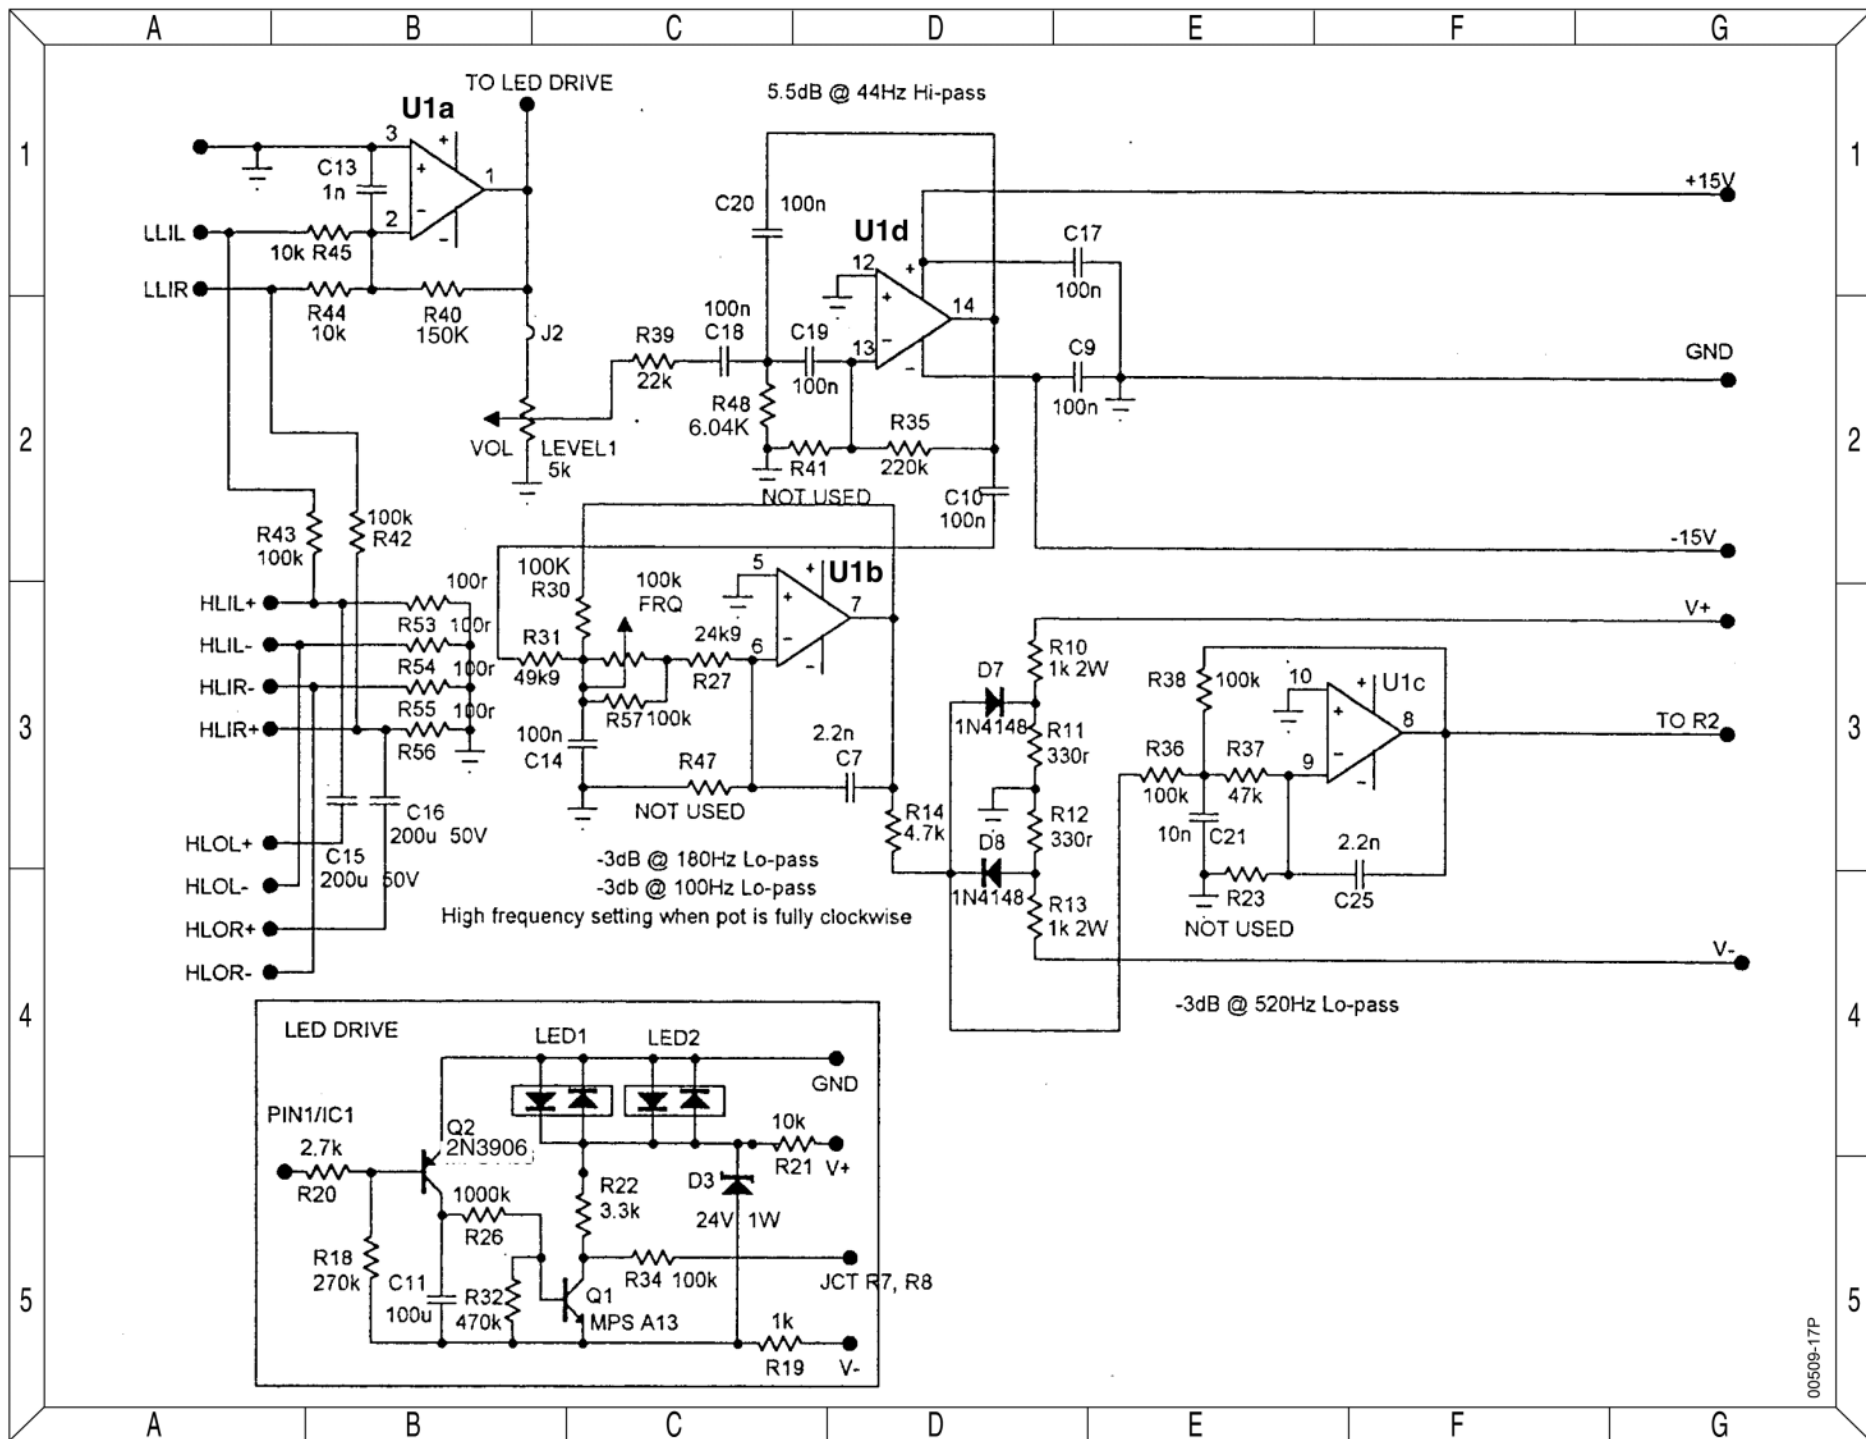 A B C D E F G
TO LED DRIVE
5.5dB @ 44Hz Hi-pass
U1a
1
1
3
+
+
1
C13
1n
2
-
-
LLIL
10k R45
LLIR
R44
10k
R40
150K
J2
C20
100n
U1d
12
+
+
14
13
-
-
+15V
C17
100n
R39
22k
100n
C18
C19
100n
C9
100n
GND
R48
6.04K
R41
NOT USED
R35
220k
2
2
VOL
LEVEL1
5k
C10
100n
R43
100k
100k
R42
-15V
100K
R30
100k
FRQ
5
+
U1b
+
7
6
-
-
HLIL+
100r
R53
HLIL-
100r
R54
HLIR-
100r
R55
HLIR+
100r
R56
R31
49k9
24k9
R27
R57
100k
V+
R10
1k 2W
D7
1N4148
R11
330r
R38
100k
10
+
U1c
+
8
9
-
-
TO R2
3
3
100n
C14
R47
NOT USED
2.2n
C7
R36
100k
R37
47k
C16
200u 50V
R14
4.7k
R12
330r
D8
1N4148
10n
C21
2.2n
C25
HLOL+
C15
200u 50V
HLOL-
HLOR+
HLOR-
-3dB @ 180Hz Lo-pass
-3db @ 100Hz Lo-pass
High frequency setting when pot is fully clockwise
R13
1k 2W
R23
NOT USED
V-
-3dB @ 520Hz Lo-pass
4
4
LED DRIVE
LED1
LED2
GND
PIN1/IC1
2.7k
R20
Q2
2N3906
10k
R21
V+
1000k
R26
R22
3.3k
D3
24V 1W
R18
270k
C11
100u
R32
470k
Q1
MPS A13
R34 100k
JCT R7, R8
1k
R19
V-
5
5
00509-17P
A B C D E F G